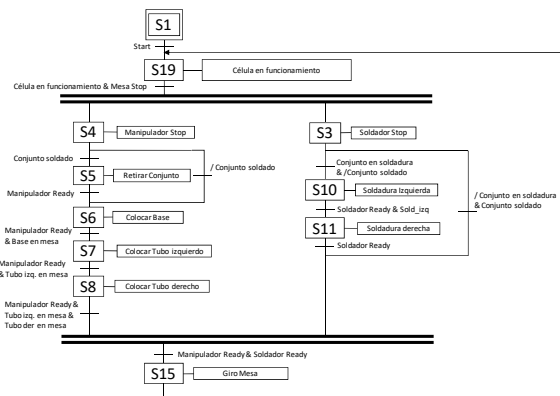 S1
Start
S19
Célula en funcionamiento
Célula en funcionamiento & Mesa Stop
S4
Manipulador Stop
S3
Soldador Stop
Conjunto soldado
/ Conjunto soldado
S5
Retirar Conjunto
Manipulador Ready
Conjunto en soldadura
& /Conjunto soldado
/ Conjunto en soldadura
& Conjunto soldado
S10
Soldadura Izquierda
S6
Colocar Base
Soldador Ready & Sold_izq
Manipulador Ready
& Base en mesa
S11
Soldadura derecha
Soldador Ready
S7
Colocar Tubo izquierdo
Manipulador Ready
& Tubo izq. en mesa
S8
Colocar Tubo derecho
Manipulador Ready &
Tubo izq. en mesa &
Tubo der en mesa
Manipulador Ready & Soldador Ready
S15
Giro Mesa